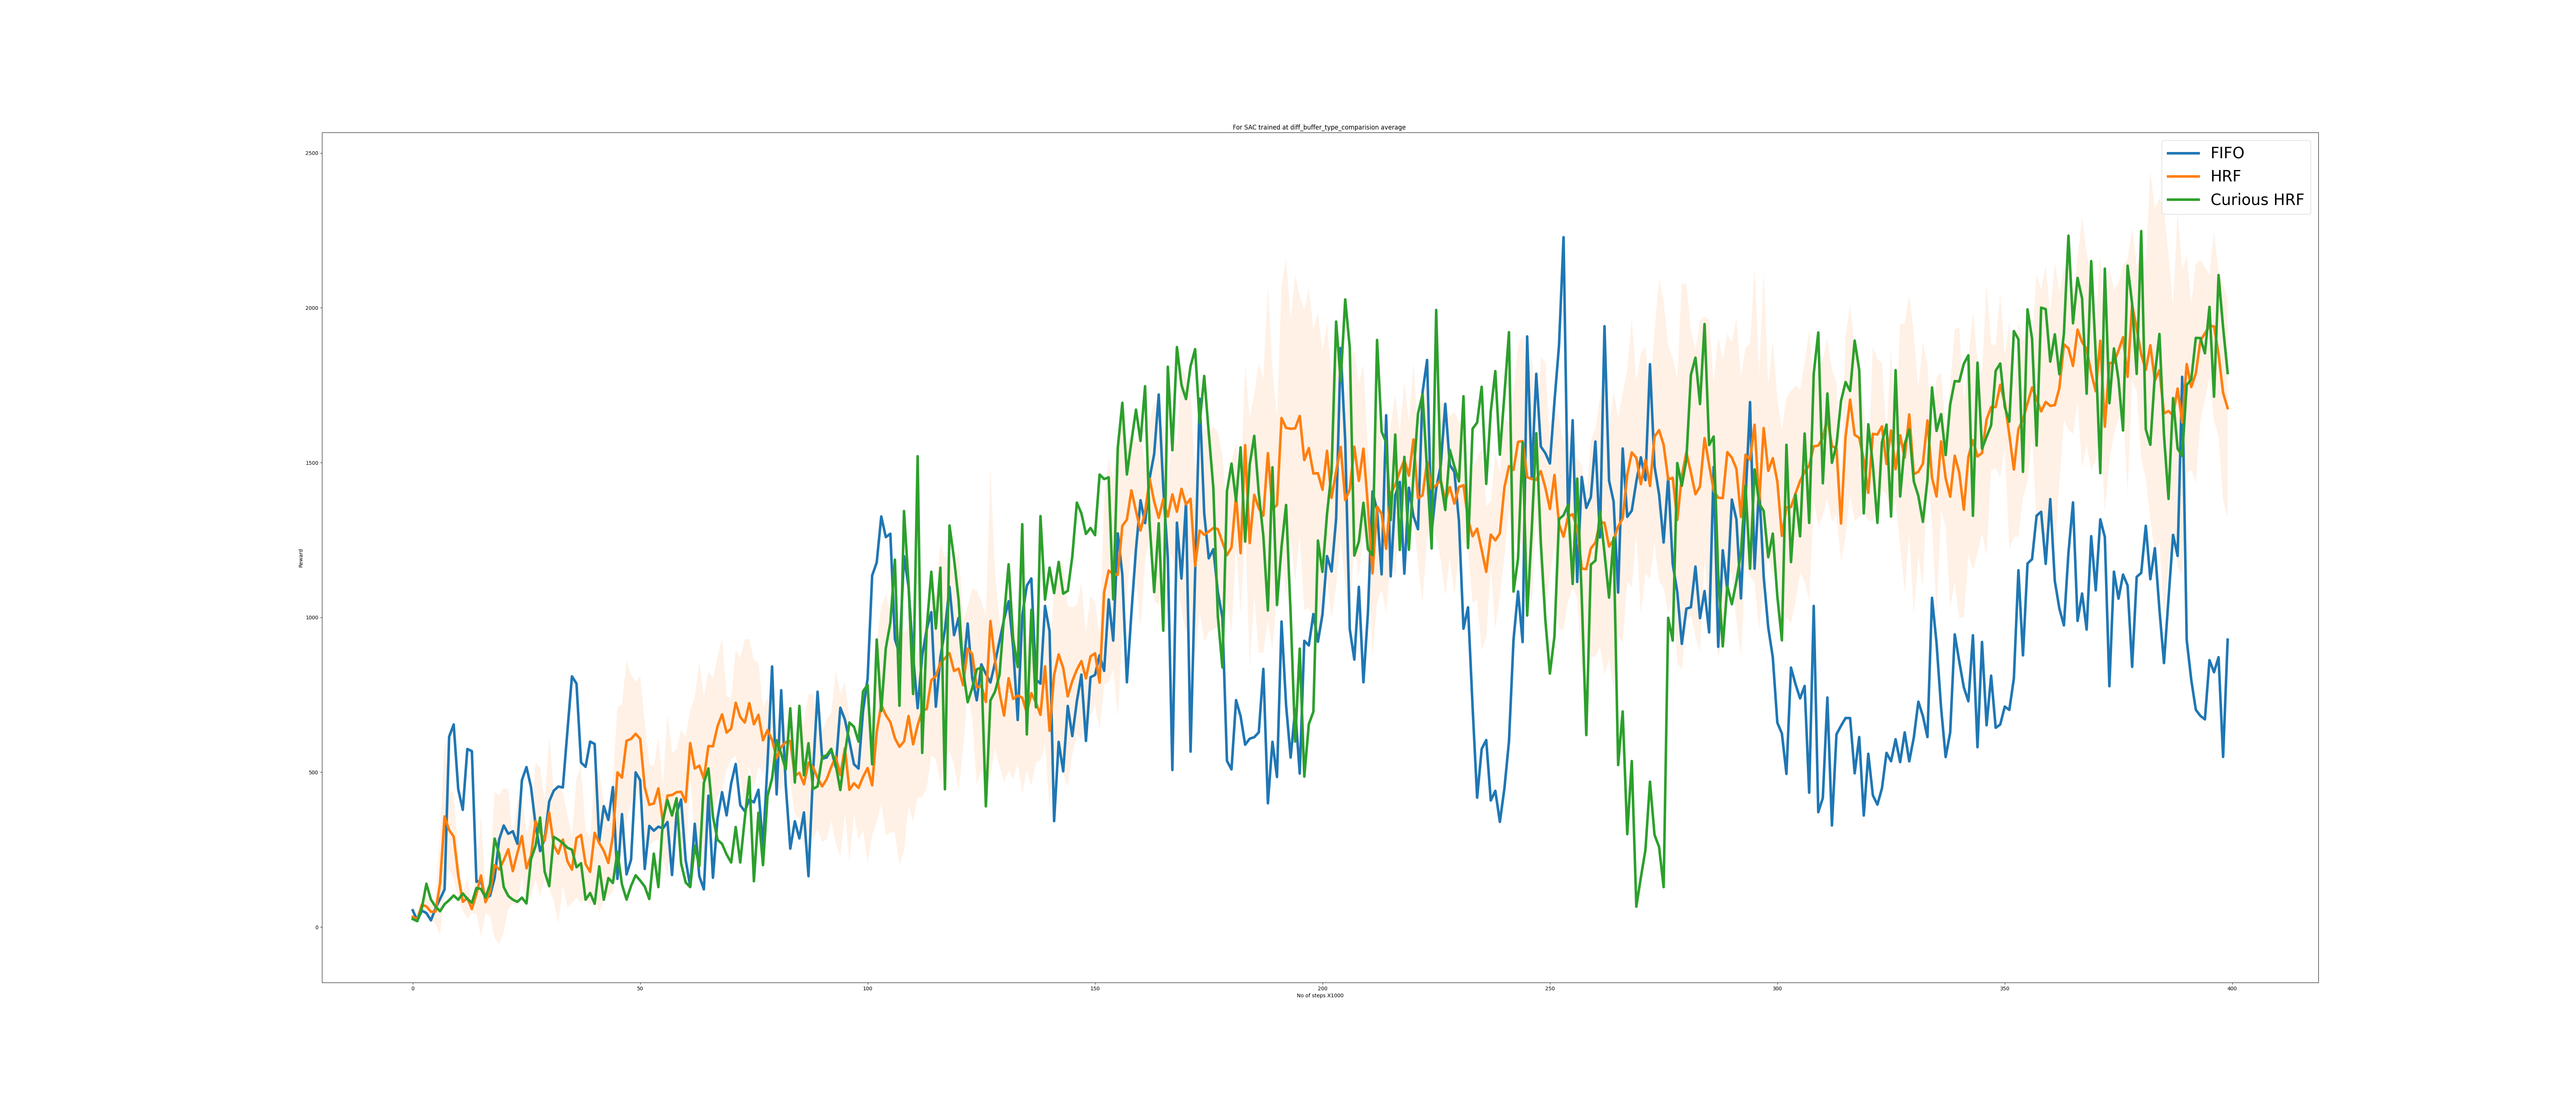 For SAC trained at diff_buffer_type_comparision average
2500
2000
1500
1000
500
0
Reward
FIFO
HRF
Curious HRF
0 50 100 150 200 250 300 350 400
No of steps X1000